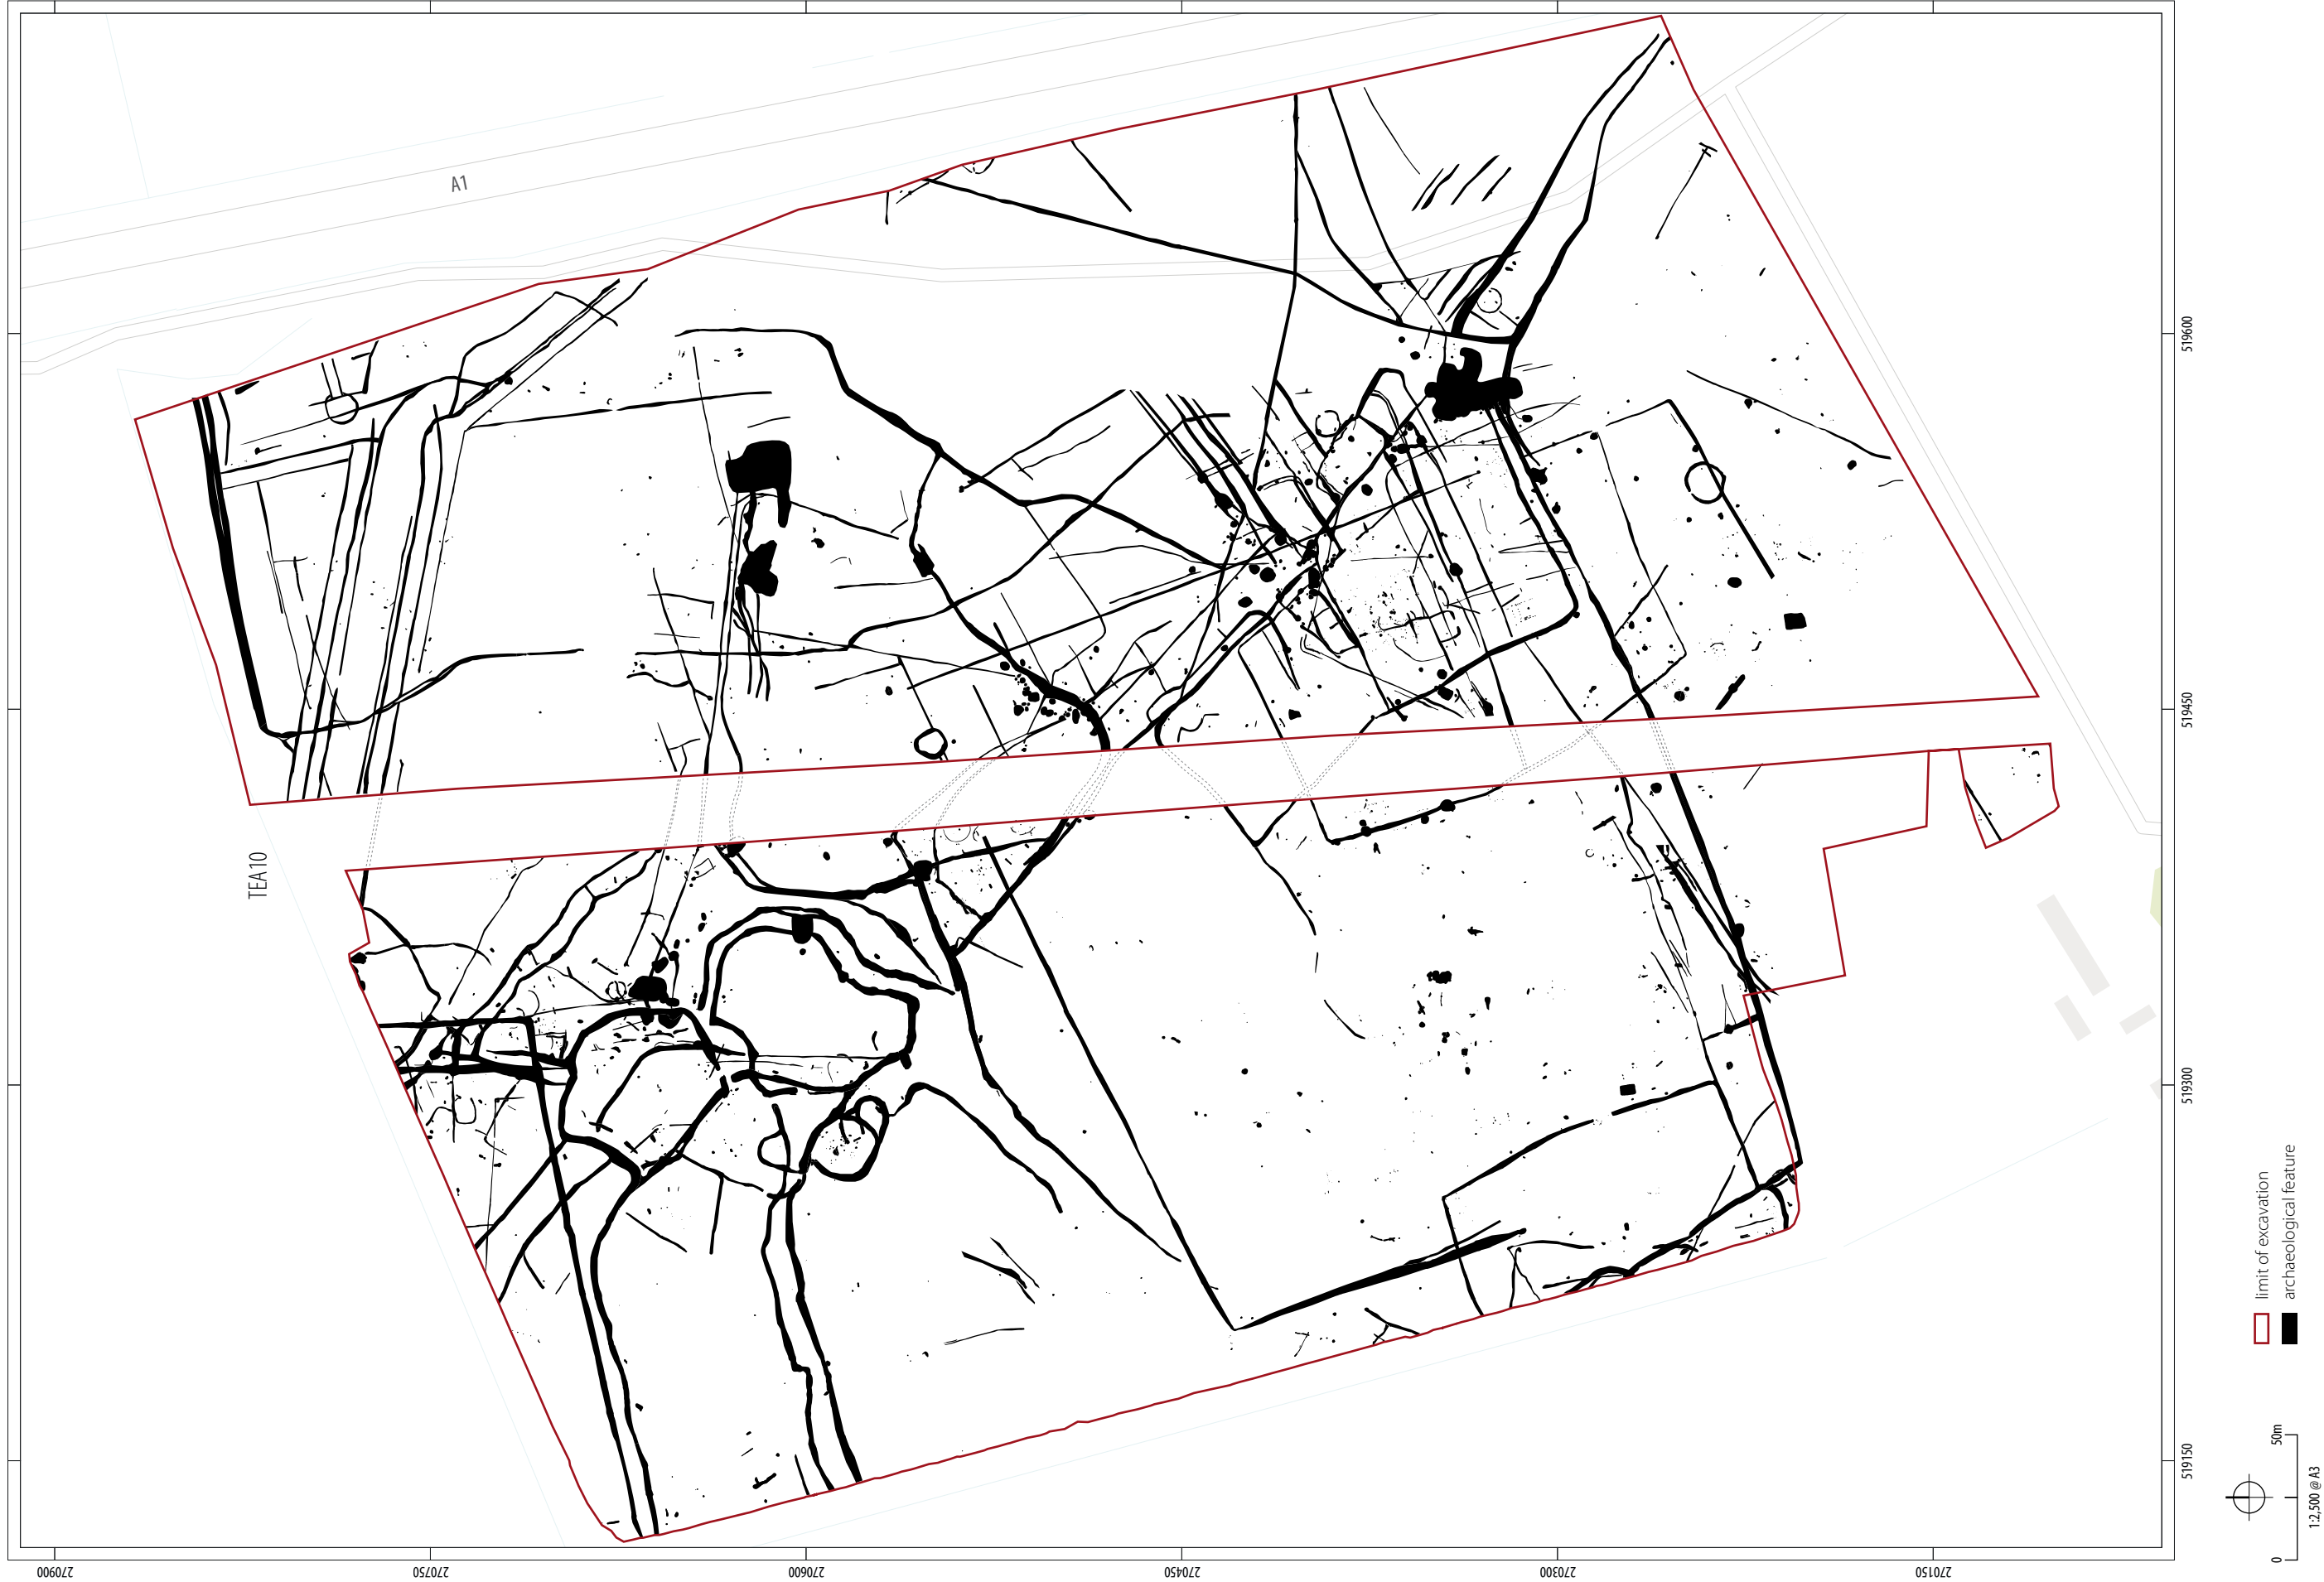 A1
TEA10
519600
519450
519300
519150
270900
270750
270600
270450
270300
270150
limit of excavation
archaeological feature
0
50m
1:2,500 @ A3